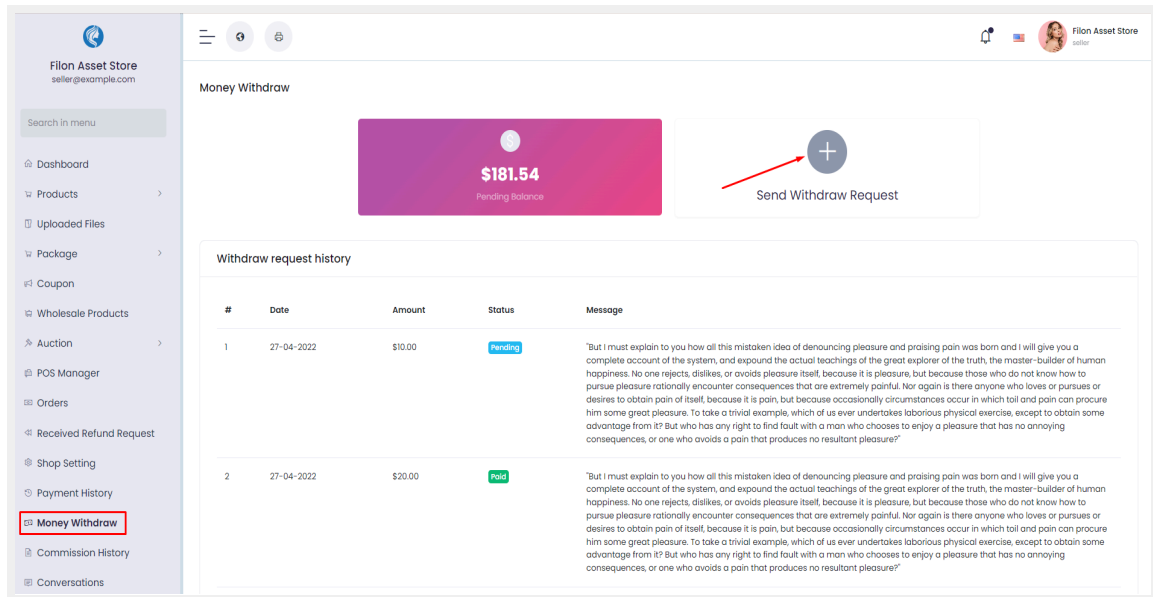 Filon Asset Store
seller@example.com
Search in menu
Dashboard
Products
Uploaded Files
Package
Coupon
Wholesale Products
Auction
POS Manager
Orders
Received Refund Request
Shop Setting
Payment History
Money Withdraw
Commission History
Conversations
Filon Asset Store
seller
Money Withdraw
$181.54
Pending Balance
Send Withdraw Request
Withdraw request history
# Date Amount Status Message
1 27-04-2022 $10.00 Pending "But I must explain to you how all this mistaken idea of denouncing pleasure and praising pain was born and I will give you a
complete account of the system, and expound the actual teachings of the great explorer of the truth, the master-builder of human
happiness. No one rejects, dislikes, or avoids pleasure itself, because it is pleasure, but because those who do not know how to
pursue pleasure rationally encounter consequences that are extremely painful. Nor again is there anyone who loves or pursues or
desires to obtain pain of itself, because it is pain, but because occasionally circumstances occur in which toil and pain can procure
him some great pleasure. To take a trivial example, which of us ever undertakes laborious physical exercise, except to obtain some
advantage from it? But who has any right to find fault with a man who chooses to enjoy a pleasure that has no annoying
consequences, or one who avoids a pain that produces no resultant pleasure?"
2 27-04-2022 $20.00 Paid "But I must explain to you how all this mistaken idea of denouncing pleasure and praising pain was born and I will give you a
complete account of the system, and expound the actual teachings of the great explorer of the truth, the master-builder of human
happiness. No one rejects, dislikes, or avoids pleasure itself, because it is pleasure, but because those who do not know how to
pursue pleasure rationally encounter consequences that are extremely painful. Nor again is there anyone who loves or pursues or
desires to obtain pain of itself, because it is pain, but because occasionally circumstances occur in which toil and pain can procure
him some great pleasure. To take a trivial example, which of us ever undertakes laborious physical exercise, except to obtain some
advantage from it? But who has any right to find fault with a man who chooses to enjoy a pleasure that has no annoying
consequences, or one who avoids a pain that produces no resultant pleasure?"